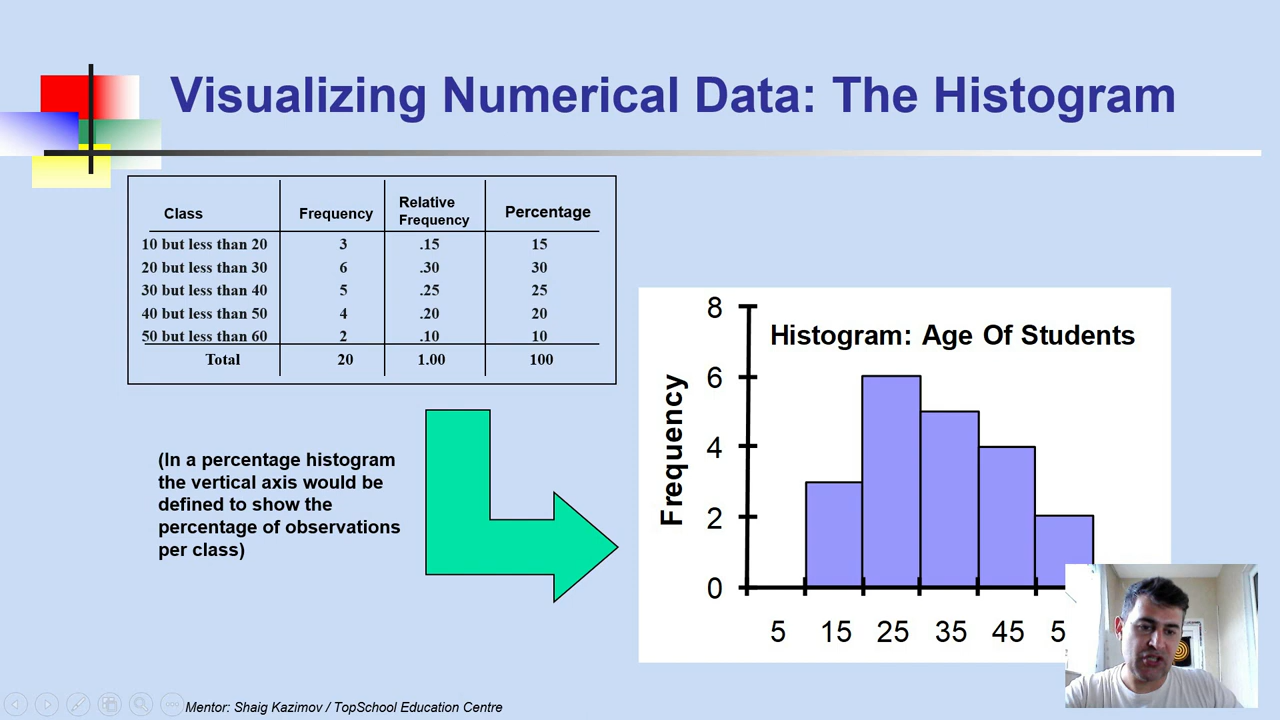 Visualizing Numerical Data: The Histogram
Class Frequency Relative Frequency Percentage
10 but less than 20 3 .15 15
20 but less than 30 6 .30 30
30 but less than 40 5 .25 25
40 but less than 50 4 .20 20
50 but less than 60 2 .10 10
Total 20 1.00 100
(In a percentage histogram
the vertical axis would be
defined to show the
percentage of observations
per class)
Histogram: Age Of Students
Frequency
8
6
4
2
0
5 15 25 35 45
Mentor: Shaig Kazimov / TopSchool Education Centre